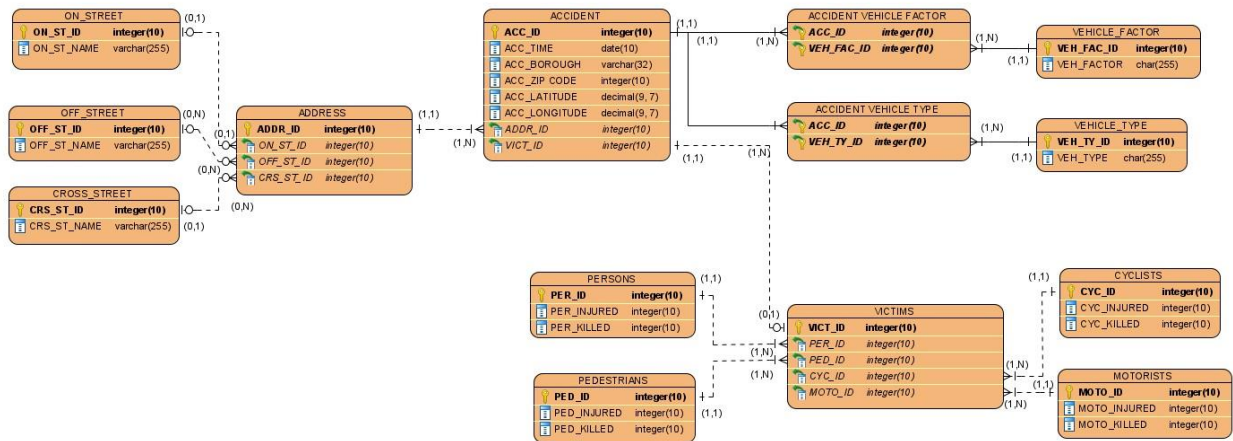 ON_STREET
ON_ST_ID integer(10)
ON_ST_NAME varchar(255)
(0,1)
OFF_STREET
OFF_ST_ID integer(10)
OFF_ST_NAME varchar(255)
(0,N)
CROSS_STREET
CRS_ST_ID integer(10)
CRS_ST_NAME varchar(255)
(0,1)
(0,1)
(0,N)
(0,N)
ADDRESS
ADDR_ID integer(10)
ON_ST_ID integer(10)
OFF_ST_ID integer(10)
CRS_ST_ID integer(10)
(1,1)
(1,N)
ACCIDENT
ACC_ID integer(10)
ACC_TIME date(10)
ACC_BOROUGH varchar(32)
ACC_ZIP CODE integer(10)
ACC_LATITUDE decimal(9, 7)
ACC_LONGITUDE decimal(9, 7)
ADDR_ID integer(10)
VICT_ID integer(10)
(1,1)
(1,1)
(1,1)
(1,N)
ACCIDENT VEHICLE FACTOR
ACC_ID integer(10)
VEH_FAC_ID integer(10)
(1,N)
(1,1)
VEHICLE_FACTOR
VEH_FAC_ID integer(10)
VEH_FACTOR char(255)
(1,N)
ACCIDENT VEHICLE TYPE
ACC_ID integer(10)
VEH_TY_ID integer(10)
(1,N)
(1,1)
VEHICLE_TYPE
VEH_TY_ID integer(10)
VEH_TYPE char(255)
PERSONS
PER_ID integer(10)
PER_INJURED integer(10)
PER_KILLED integer(10)
(1,1)
PEDESTRIANS
PED_ID integer(10)
PED_INJURED integer(10)
PED_KILLED integer(10)
(1,1)
(0,1)
(1,N)
(1,N)
VICTIMS
VICT_ID integer(10)
PER_ID integer(10)
PED_ID integer(10)
CYC_ID integer(10)
MOTO_ID integer(10)
(1,N)
(1,N)
(1,1)
(1,1)
CYCLISTS
CYC_ID integer(10)
CYC_INJURED integer(10)
CYC_KILLED integer(10)
MOTORISTS
MOTO_ID integer(10)
MOTO_INJURED integer(10)
MOTO_KILLED integer(10)